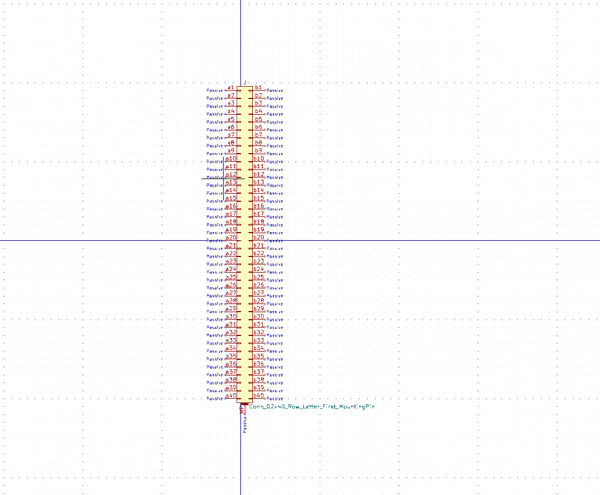 J
Passive a1 b1 Passive
Passive a2 b2 Passive
Passive a3 b3 Passive
Passive a4 b4 Passive
Passive a5 b5 Passive
Passive a6 b6 Passive
Passive a7 b7 Passive
Passive a8 b8 Passive
Passive a9 b9 Passive
Passive a10 b10 Passive
Passive a11 b11 Passive
Passive a12 b12 Passive
Passive a13 b13 Passive
Passive a14 b14 Passive
Passive a15 b15 Passive
Passive a16 b16 Passive
Passive a17 b17 Passive
Passive a18 b18 Passive
Passive a19 b19 Passive
Passive a20 b20 Passive
Passive a21 b21 Passive
Passive a22 b22 Passive
Passive a23 b23 Passive
Passive a24 b24 Passive
Passive a25 b25 Passive
Passive a26 b26 Passive
Passive a27 b27 Passive
Passive a28 b28 Passive
Passive a29 b29 Passive
Passive a30 b30 Passive
Passive a31 b31 Passive
Passive a32 b32 Passive
Passive a33 b33 Passive
Passive a34 b34 Passive
Passive a35 b35 Passive
Passive a36 b36 Passive
Passive a37 b37 Passive
Passive a38 b38 Passive
Passive a39 b39 Passive
Passive a40 b40 Passive
Conn_02x40_Row_Letter_First_MountingPin
Passive